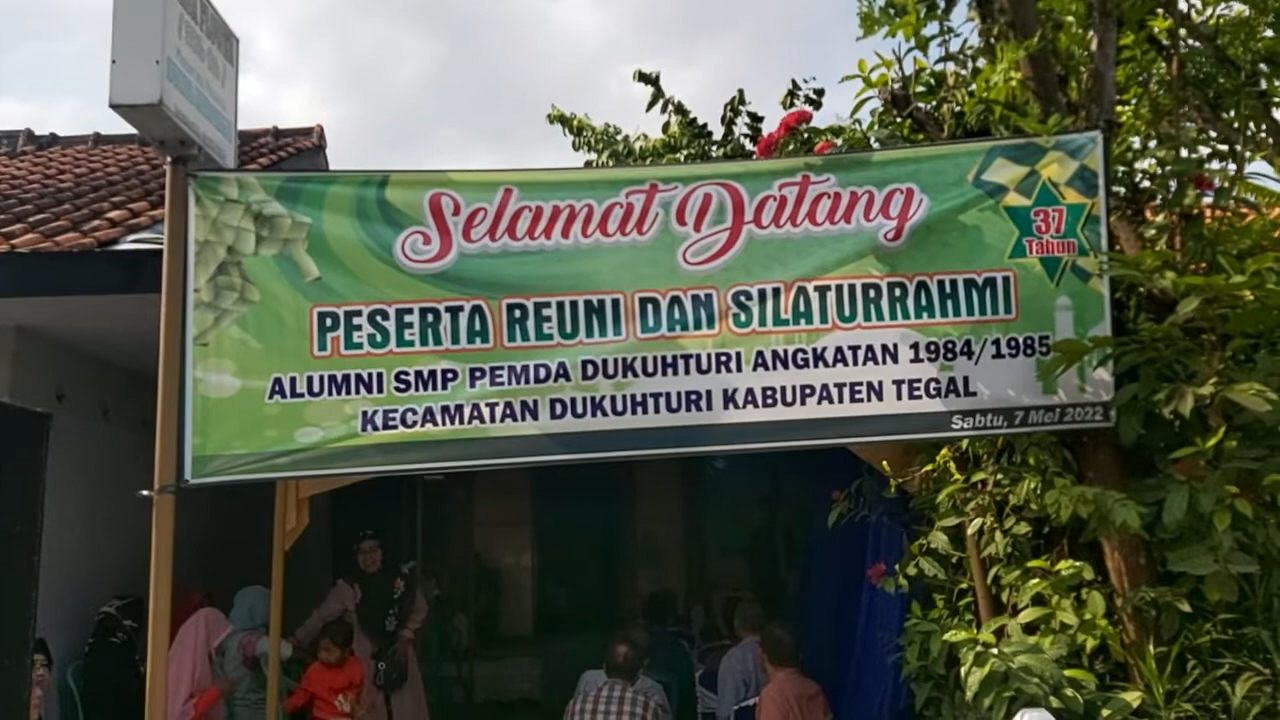 Selamat Datang
37
Tahun
PESERTA REUNI DAN SILATURRAHMI
ALUMNI SMP PEMDA DUKUHTURI ANGKATAN 1984/1985
KECAMATAN DUKUHTURI KABUPATEN TEGAL
Sabtu, 7 Mei 2022